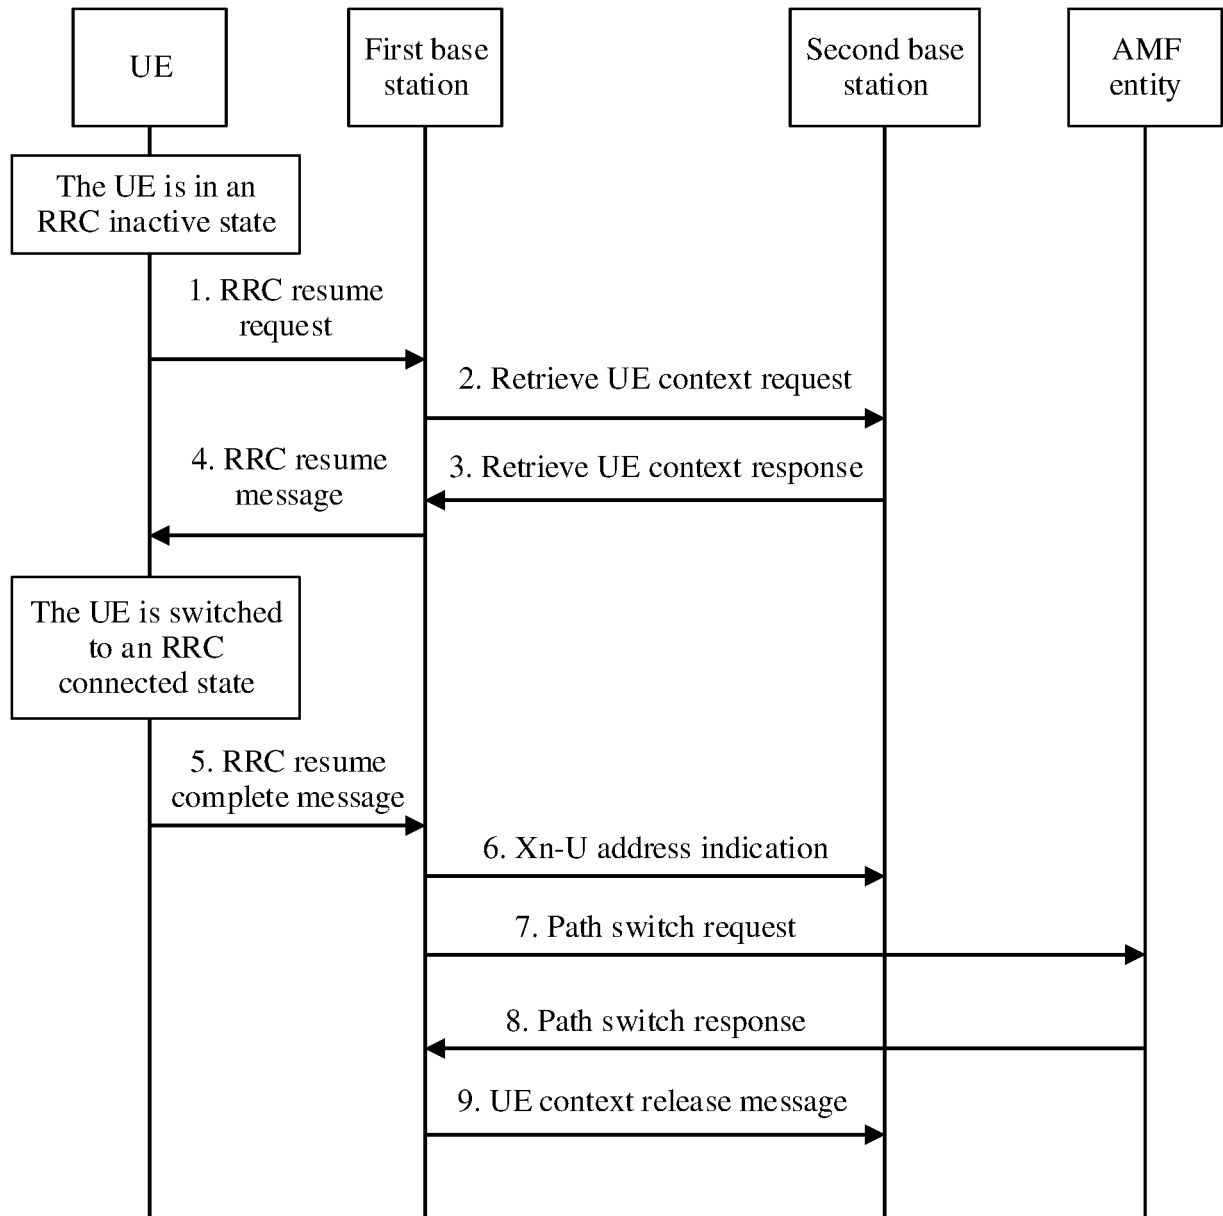 UE
First base
station
Second base
station
AMF
entity
The UE is in an
RRC inactive state
1. RRC resume
request
2. Retrieve UE context request
3. Retrieve UE context response
4. RRC resume
message
The UE is switched
to an RRC
connected state
5. RRC resume
complete message
6. Xn-U address indication
7. Path switch request
8. Path switch response
9. UE context release message